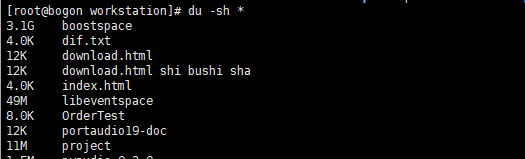 [root@bogon workstation]# du -sh *
3.1G    boostspace
4.0K    dif.txt
12K     download.html
12K     download.html shi bushi sha
4.0K    index.html
49M     libeventspace
8.0K    OrderTest
12K     portaudio19-doc
11M     project